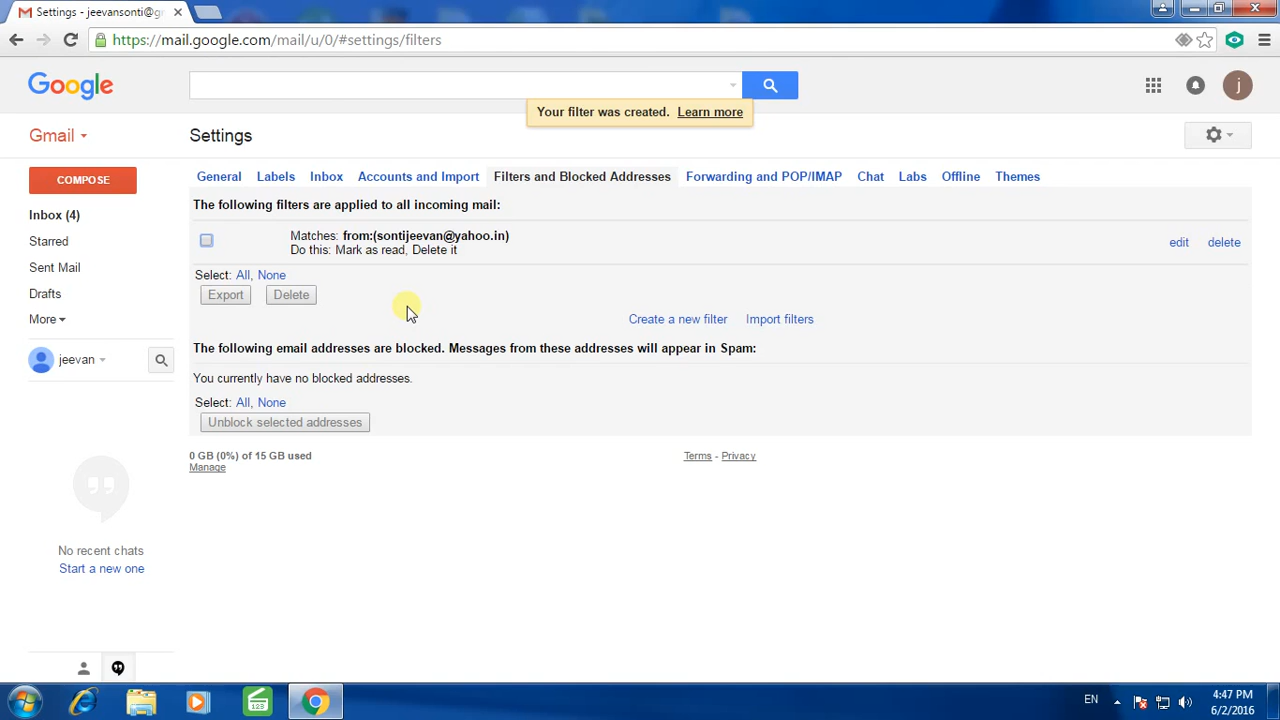 Settings - jeevansonti@g
https://mail.google.com/mail/u/0/#settings/filters
Google
j
Your filter was created. Learn more
Gmail
Settings
COMPOSE
General Labels Inbox Accounts and Import Filters and Blocked Addresses Forwarding and POP/IMAP Chat Labs Offline Themes
The following filters are applied to all incoming mail:
Inbox (4)
Starred
Sent Mail
Drafts
More
jeevan
Matches: from:(sontijeevan@yahoo.in)
Do this: Mark as read, Delete it
edit delete
Select: All, None
Export Delete
Create a new filter Import filters
The following email addresses are blocked. Messages from these addresses will appear in Spam:
You currently have no blocked addresses.
Select: All, None
Unblock selected addresses
0 GB (0%) of 15 GB used
Manage
Terms - Privacy
No recent chats
Start a new one
123
EN
4:47 PM
6/2/2016